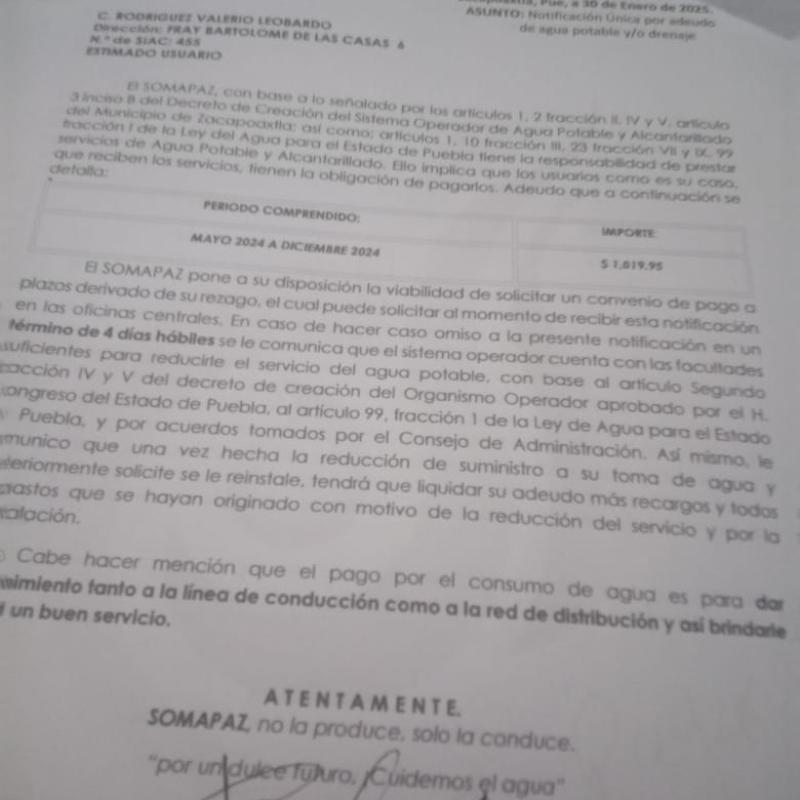 Pue, a 30 de Enero de 2025.
ASUNTO: Notificación Única por adeudo
de agua potable y/o drenaje
C. RODRIGUEZ VALERIO LEOBARDO
Dirección: FRAY BARTOLOME DE LAS CASAS 6
N.° de SIAC: 455
ESTIMADO USUARIO
El SOMAPAZ, con base a lo señalado por los artículos 1, 2 fracción II, IV y V, artículo
3 inciso B del Decreto de Creación del Sistema Operador de Agua Potable y Alcantarillado
del Municipio de Zacapoaxtla; así como; artículos 1, 10 fracción III, 23 fracción VII y IX, 99
fracción I de la Ley del Agua para el Estado de Puebla tiene la responsabilidad de prestar
servicios de Agua Potable y Alcantarillado. Ello implica que los usuarios como es su caso,
que reciben los servicios, tienen la obligación de pagarlos. Adeudo que a continuación se
detalla:
PERIODO COMPRENDIDO: IMPORTE:
MAYO 2024 A DICIEMBRE 2024 $ 1,019.95
El SOMAPAZ pone a su disposición la viabilidad de solicitar un convenio de pago a
plazos derivado de su rezago, el cual puede solicitar al momento de recibir esta notificación
en las oficinas centrales. En caso de hacer caso omiso a la presente notificación en un
término de 4 días hábiles se le comunica que el sistema operador cuenta con las facultades
suficientes para reducirle el servicio del agua potable, con base al artículo Segundo
racción IV y V del decreto de creación del Organismo Operador aprobado por el H.
ongreso del Estado de Puebla, al artículo 99, fracción 1 de la Ley de Agua para el Estado
Puebla, y por acuerdos tomados por el Consejo de Administración. Así mismo, le
munico que una vez hecha la reducción de suministro a su toma de agua y
teriormente solicite se le reinstale, tendrá que liquidar su adeudo más recargos y todos
gastos que se hayan originado con motivo de la reducción del servicio y por la
talación.
Cabe hacer mención que el pago por el consumo de agua es para dar
nimiento tanto a la línea de conducción como a la red de distribución y así brindarle
un buen servicio.
ATENTAMENTE.
SOMAPAZ, no la produce, solo la conduce.
"por un dulce futuro, ¡Cuidemos el agua"